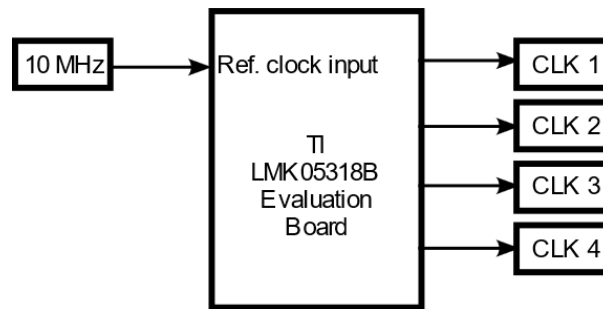 10 MHz
Ref. clock input
TI
LMK05318B
Evaluation
Board
CLK 1
CLK 2
CLK 3
CLK 4